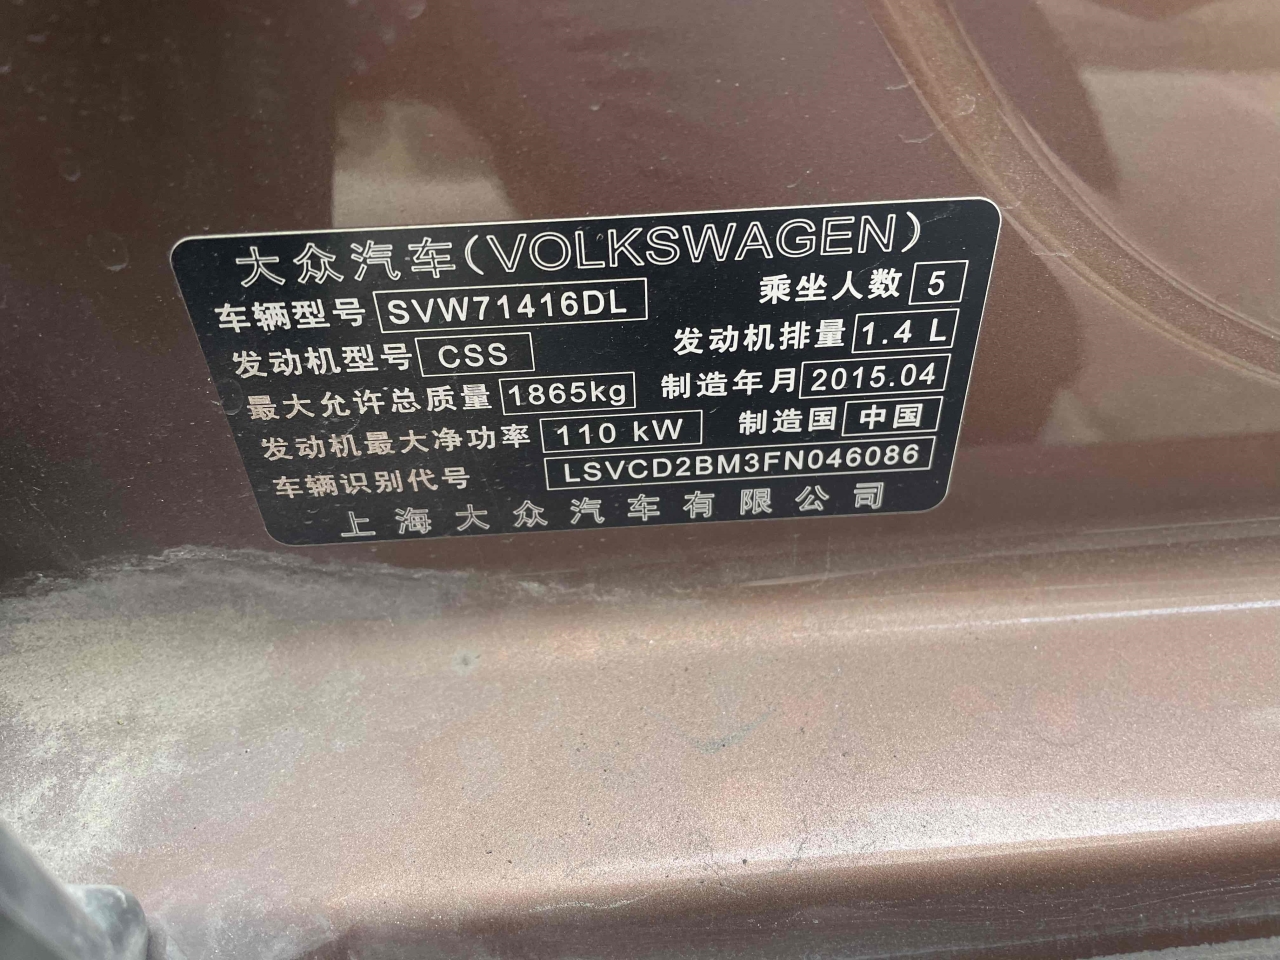 大众汽车(VOLKSWAGEN)
车辆型号 SVW71416DL 乘坐人数 5
发动机型号 CSS 发动机排量 1.4 L
最大允许总质量 1865kg 制造年月 2015.04
发动机最大净功率 110 kW 制造国 中国
车辆识别代号 LSVCD2BM3FN046086
上海大众汽车有限公司